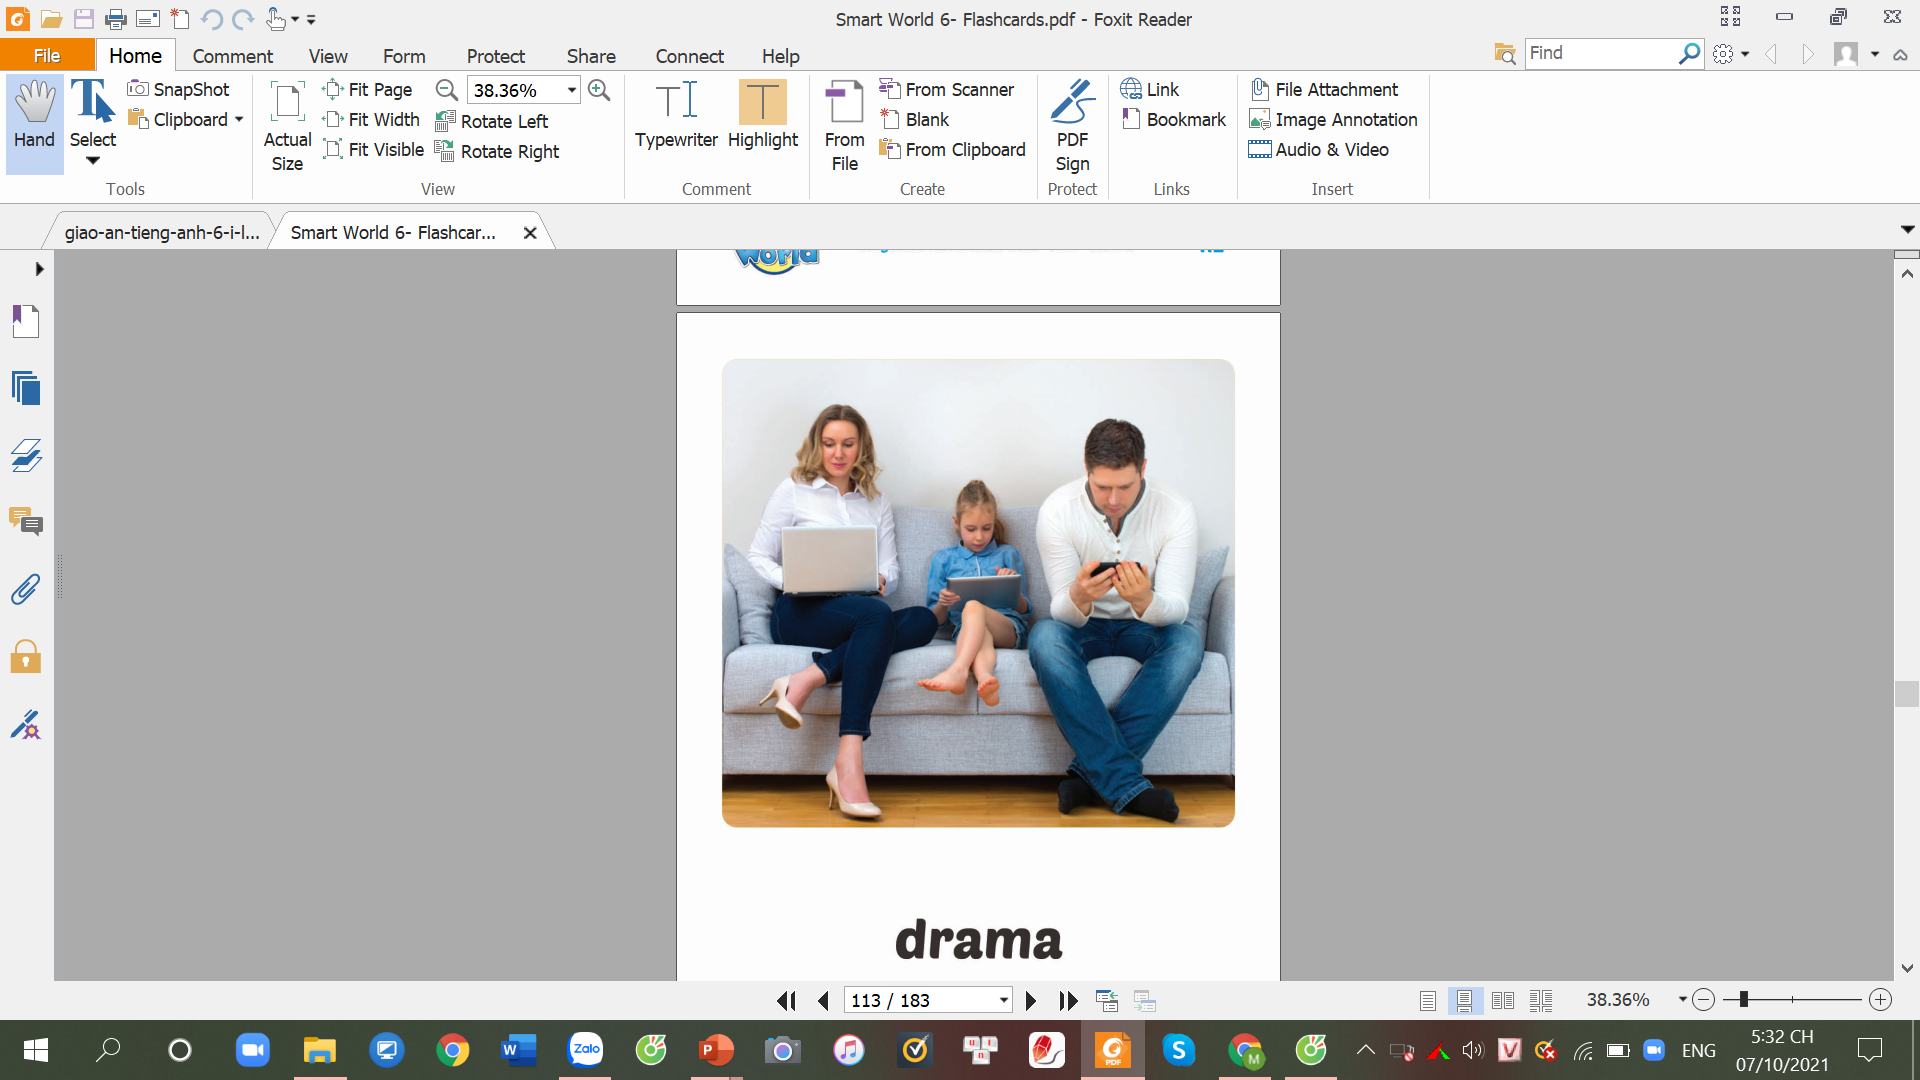 Smart World 6- Flashcards.pdf - Foxit Reader
File Home Comment View Form Protect Share Connect Help
Find
Hand
Select
SnapShot
Clipboard
Tools
Actual Size
Fit Page
Fit Width
Fit Visible
38.36%
Rotate Left
Rotate Right
View
Typewriter
Highlight
Comment
From File
From Scanner
Blank
From Clipboard
Create
PDF Sign
Protect
Link
Bookmark
Links
File Attachment
Image Annotation
Audio & Video
Insert
giao-an-tieng-anh-6-i-l...
Smart World 6- Flashcar...
World
drama
113 / 183
38.36%
Zalo
PDF
ENG
5:32 CH
07/10/2021